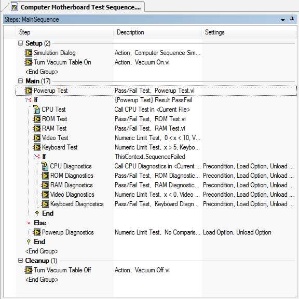 Computer Motherboard Test Sequence....
Steps: MainSequence
Step Description Settings
Setup (2)
Simulation Dialog Action, Computer Sequence Sim...
Turn Vacuum Table On Action, Vacuum On.vi
<End Group>
Main (17)
Powerup Test Pass/Fail Test, Powerup Test.vi
If {Powerup Test} Result PassFail
CPU Test Call CPU Test in <Current File>
ROM Test Pass/Fail Test, ROM Test.vi
RAM Test Pass/Fail Test, RAM Test.vi
Video Test Numeric Limit Test, 0 < x < 10, V...
Keyboard Test Numeric Limit Test, x > 5, Keybo...
If ThisContext.SequenceFailed
CPU Diagnostics Call CPU Diagnostics in <Current ... Precondition, Load Option, Unload ...
ROM Diagnostics Pass/Fail Test, ROM Diagnostic... Precondition, Load Option, Unload ...
RAM Diagnostics Pass/Fail Test, RAM Diagnostic... Precondition, Load Option, Unload ...
Video Diagnostics Numeric Limit Test, x < 0, Video ... Precondition, Load Option, Unload ...
Keyboard Diagnostics Pass/Fail Test, Keyboard Diagn... Precondition, Load Option, Unload ...
End
Else
Powerup Diagnostics Numeric Limit Test, No Comparis... Load Option, Unload Option
End
<End Group>
Cleanup (1)
Turn Vacuum Table Off Action, Vacuum Off.vi
<End Group>